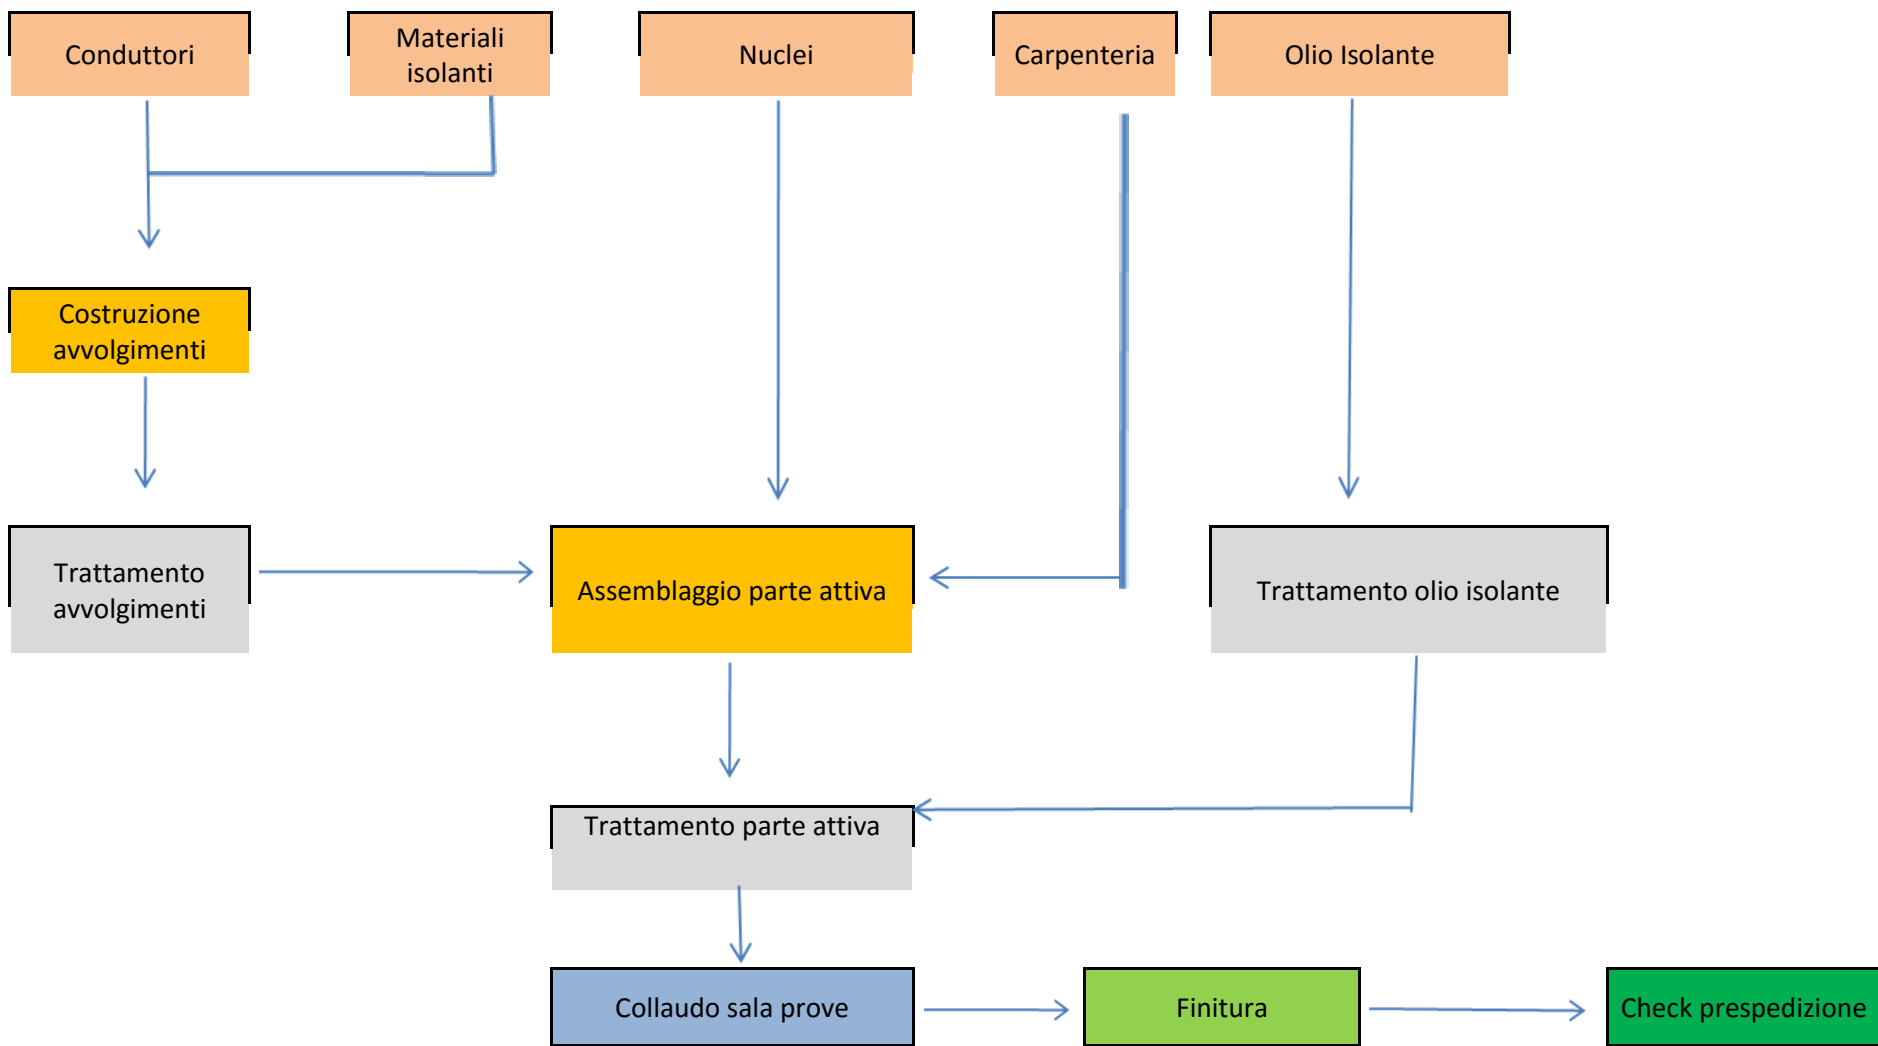 Conduttori
Materiali
isolanti
Nuclei
Carpenteria
Olio Isolante
Costruzione
avvolgimenti
Trattamento
avvolgimenti
Assemblaggio parte attiva
Trattamento olio isolante
Trattamento parte attiva
Collaudo sala prove
Finitura
Check prespedizione